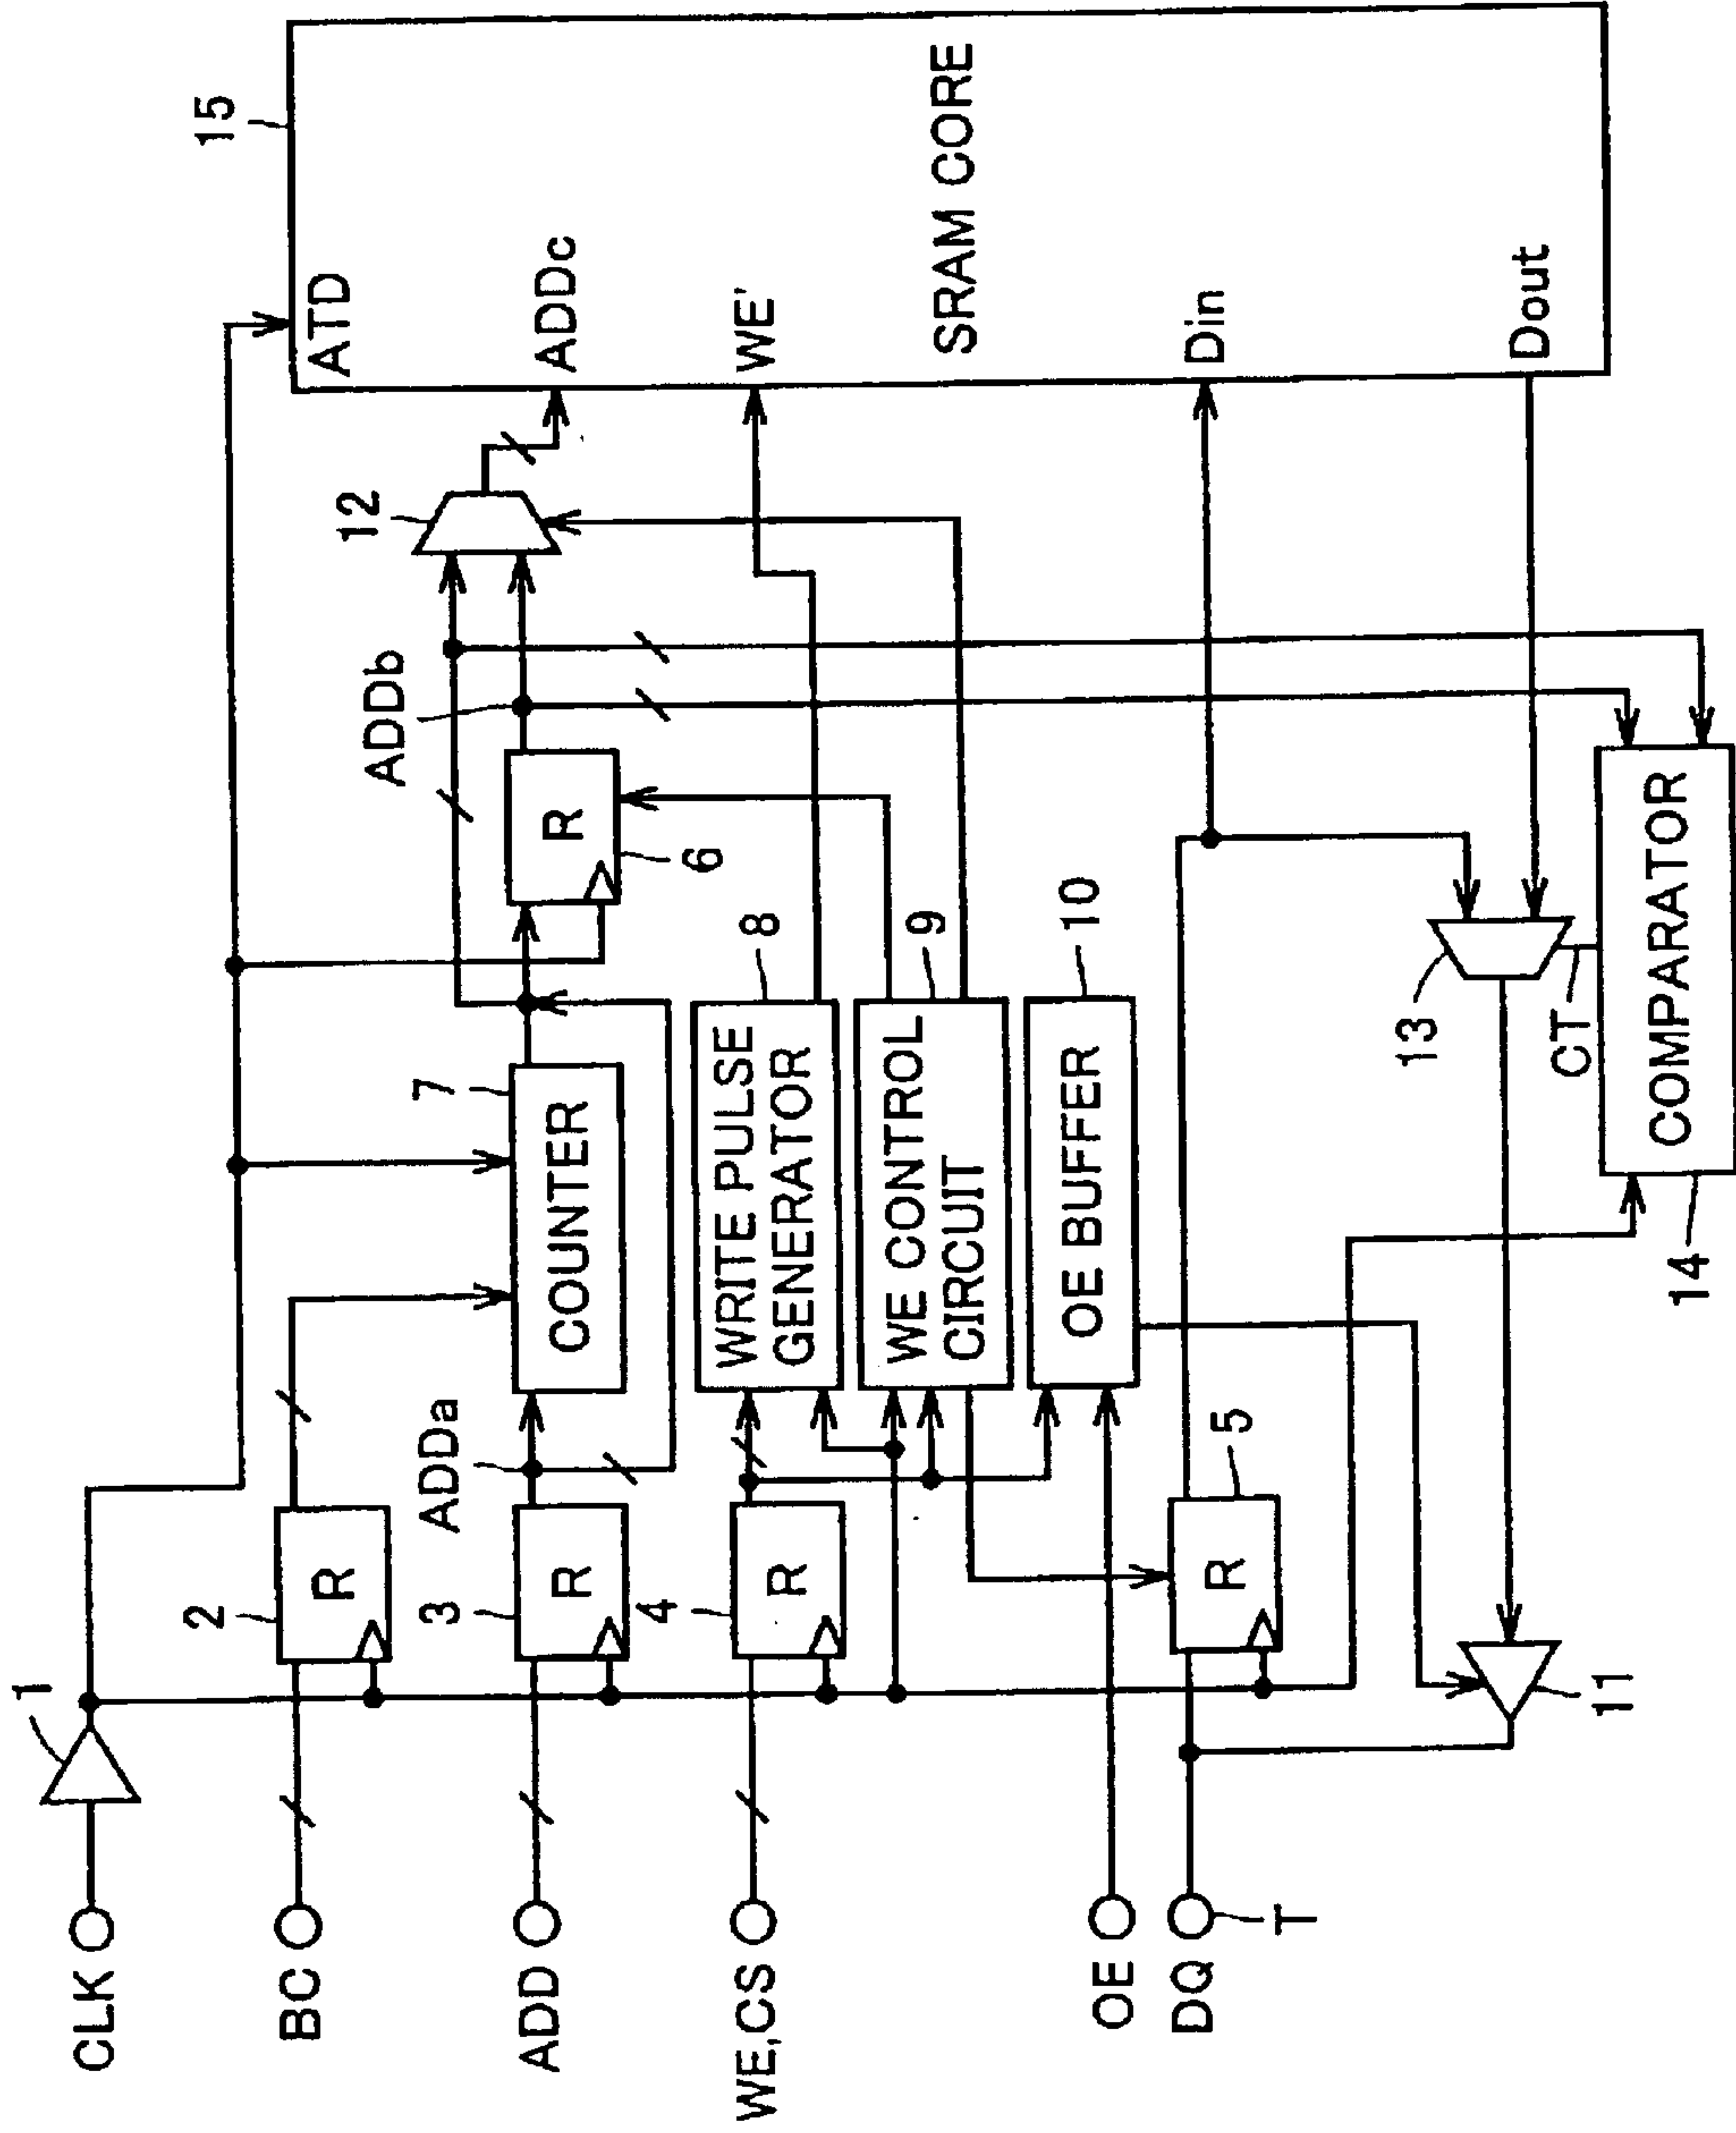 CLK
1
BC
2
R
ADD
3
R
ADDa
WE,CS
4
R
OE
DQ
T
5
R
7
COUNTER
8
WRITE PULSE
GENERATOR
9
WE CONTROL
CIRCUIT
10
OE BUFFER
6
R
ADDb
12
11
13
CT
14
COMPARATOR
15
ATD
ADDc
WE'
SRAM CORE
Din
Dout